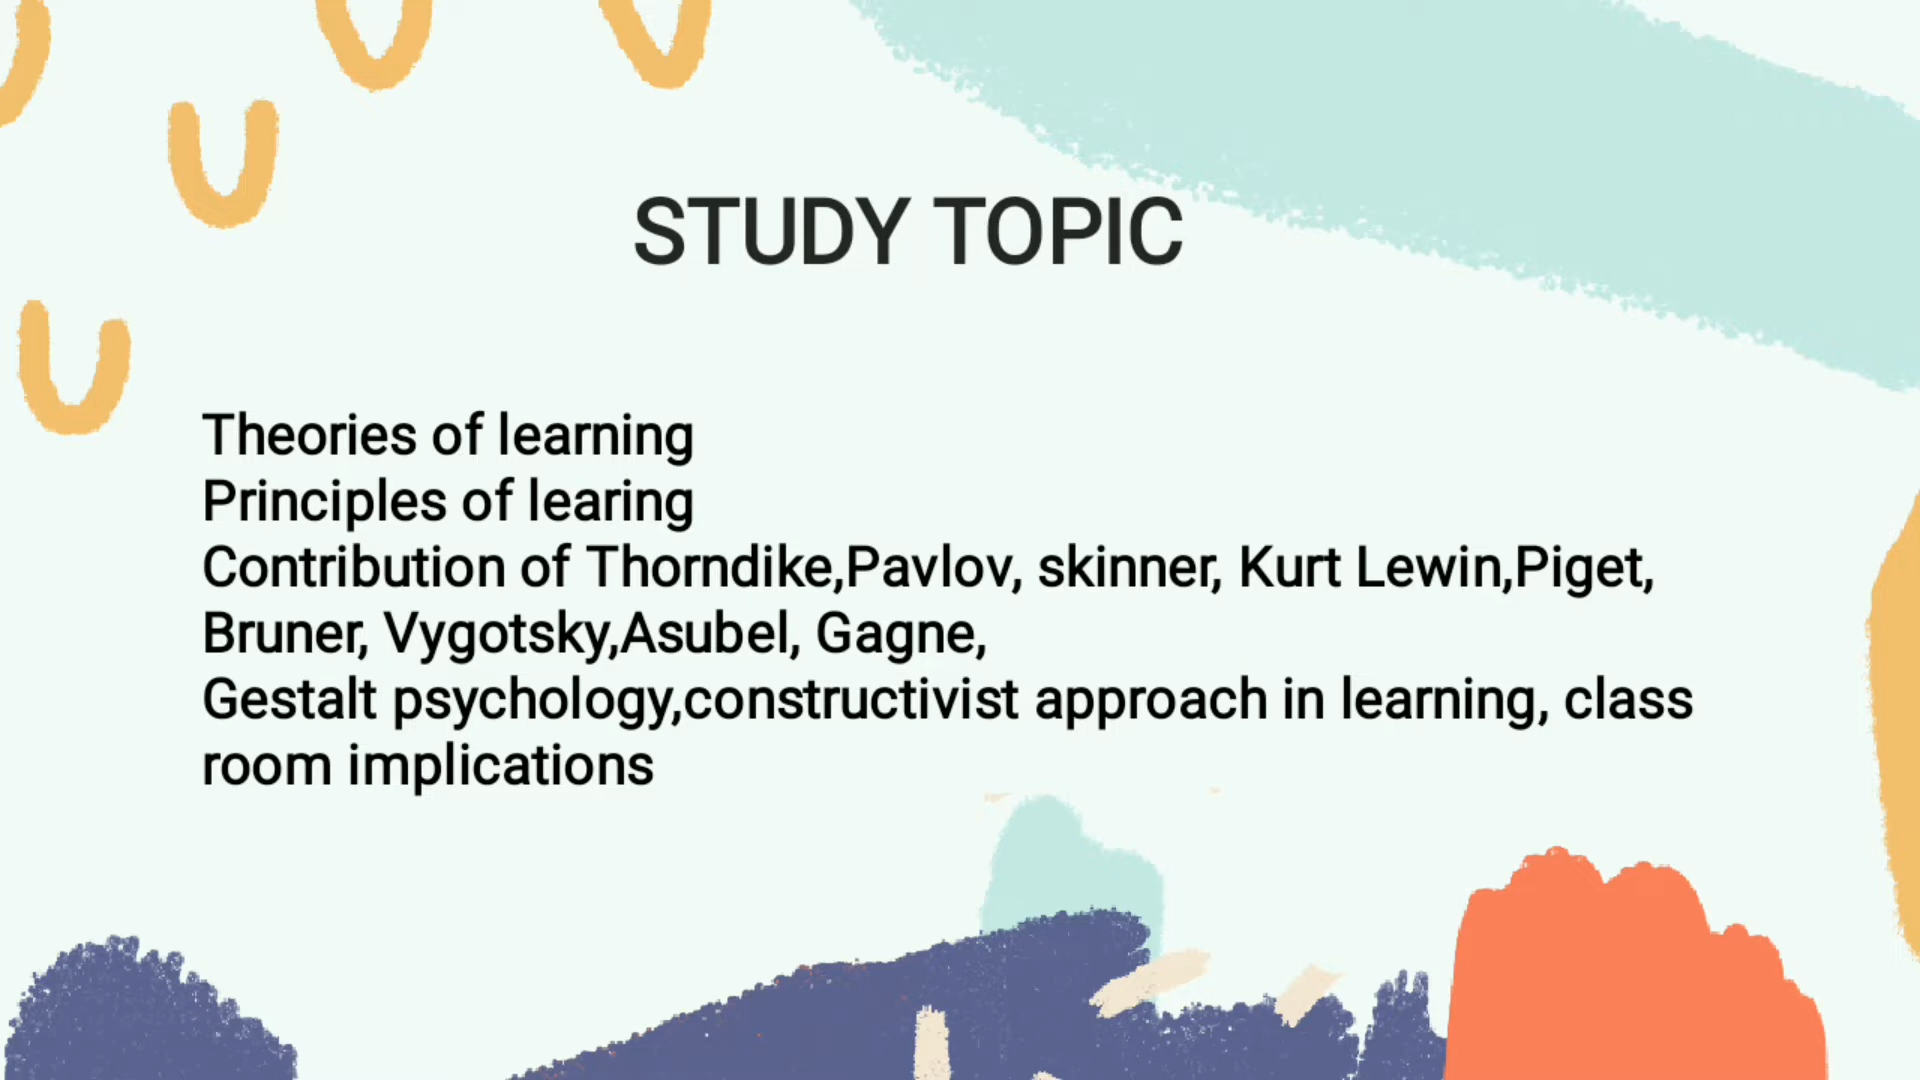 STUDY TOPIC
Theories of learning
Principles of learing
Contribution of Thorndike,Pavlov, skinner, Kurt Lewin,Piget,
Bruner, Vygotsky,Asubel, Gagne,
Gestalt psychology,constructivist approach in learning, class
room implications